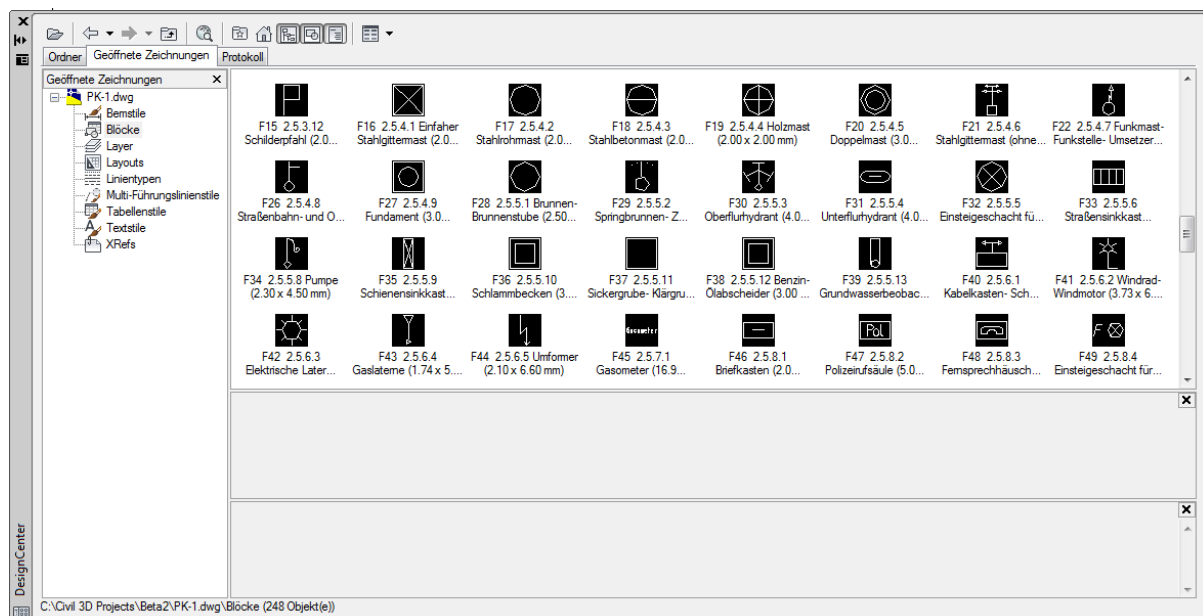 Ordner Geöffnete Zeichnungen Protokoll
Geöffnete Zeichnungen
PK-1.dwg
Bemstile
Blöcke
Layer
Layouts
Linientypen
Multi-Führungslinienstile
Tabellenstile
Textstile
XRefs
F15 2.5.3.12 F16 2.5.4.1 Einfaher F17 2.5.4.2 F18 2.5.4.3 F19 2.5.4.4 Holzmast F20 2.5.4.5 F21 2.5.4.6 F22 2.5.4.7 Funkmast-
Schilderpfahl (2.0... Stahlgittermast (2.0... Stahlrohmast (2.0... Stahlbetonmast (2.0... (2.00 x 2.00 mm) Doppelmast (3.0... Stahlgittermast (ohne... Funkstelle- Umsetzer...
F26 2.5.4.8 F27 2.5.4.9 F28 2.5.5.1 Brunnen- F29 2.5.5.2 F30 2.5.5.3 F31 2.5.5.4 F32 2.5.5.5 F33 2.5.5.6
Straßenbahn- und O... Fundament (3.0... Brunnenstube (2.50... Springbrunnen- Z... Oberflurhydrant (4.0... Unterflurhydrant (4.0... Einsteigeschacht fü... Straßensinkkast...
F34 2.5.5.8 Pumpe F35 2.5.5.9 F36 2.5.5.10 F37 2.5.5.11 F38 2.5.5.12 Benzin- F39 2.5.5.13 F40 2.5.6.1 F41 2.5.6.2 Windrad-
(2.30 x 4.50 mm) Schienensinkkast... Schlammbecken (3.... Sickergrube- Klärgru... Ölabscheider (3.00 ... Grundwasserbeobac... Kabelkasten- Sch... Windmotor (3.73 x 6....
Gasometer Pol F
F42 2.5.6.3 F43 2.5.6.4 F44 2.5.6.5 Umformer F45 2.5.7.1 F46 2.5.8.1 F47 2.5.8.2 F48 2.5.8.3 F49 2.5.8.4
Elektrische Later... Gaslaterne (1.74 x 5.... (2.10 x 6.60 mm) Gasometer (16.9... Briefkasten (2.0... Polizeirufsäule (5.0... Fernsprechhäusch... Einsteigeschacht für...
DesignCenter
C:\Civil 3D Projects\Beta2\PK-1.dwg\Blöcke (248 Objekt(e))